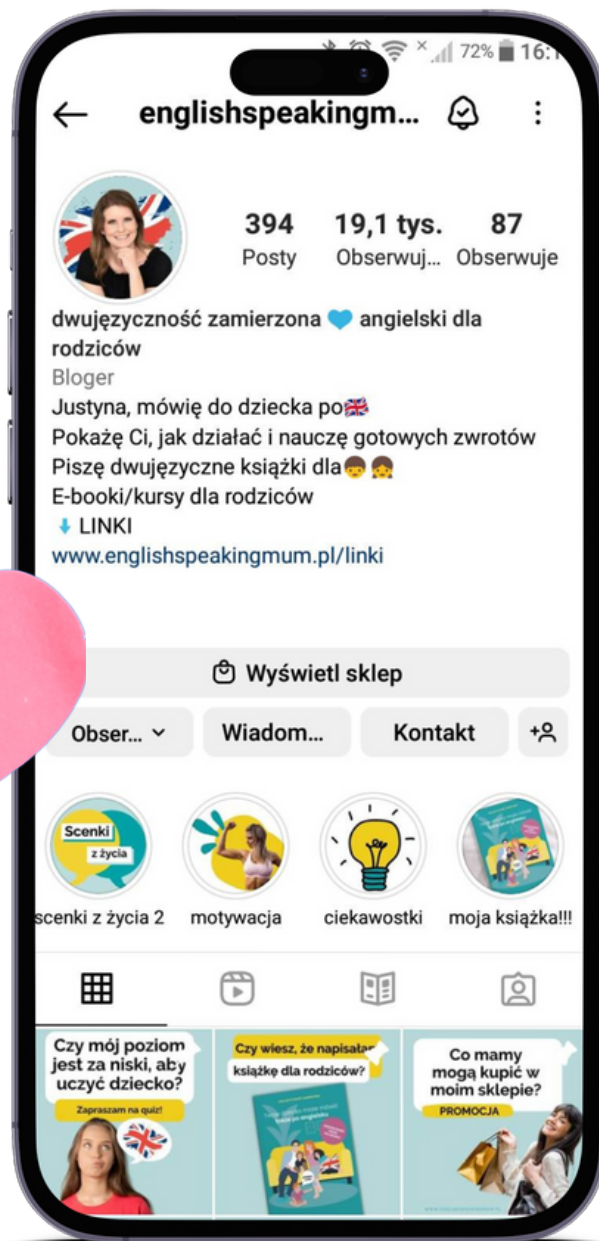 72% 16:1
englishspeakingm...
394 19,1 tys. 87
Posty Obserwuj... Obserwuje
dwujęzyczność zamierzona 💙 angielski dla
rodziców
Bloger
Justyna, mówię do dziecka po🇬🇧
Pokażę Ci, jak działać i nauczę gotowych zwrotów
Piszę dwujęzyczne książki dla👦👧
E-booki/kursy dla rodziców
⬇️ LINKI
www.englishspeakingmum.pl/linki
Wyświetl sklep
Obser... Wiadom... Kontakt
Scenki
z życia
scenki z życia 2 motywacja ciekawostki moja książka!!!
Czy mój poziom
jest za niski, aby
uczyć dziecko?
Zapraszam na quiz!
Czy wiesz, że napisałam
książkę dla rodziców?
Co mamy
mogą kupić w
moim sklepie?
PROMOCJA